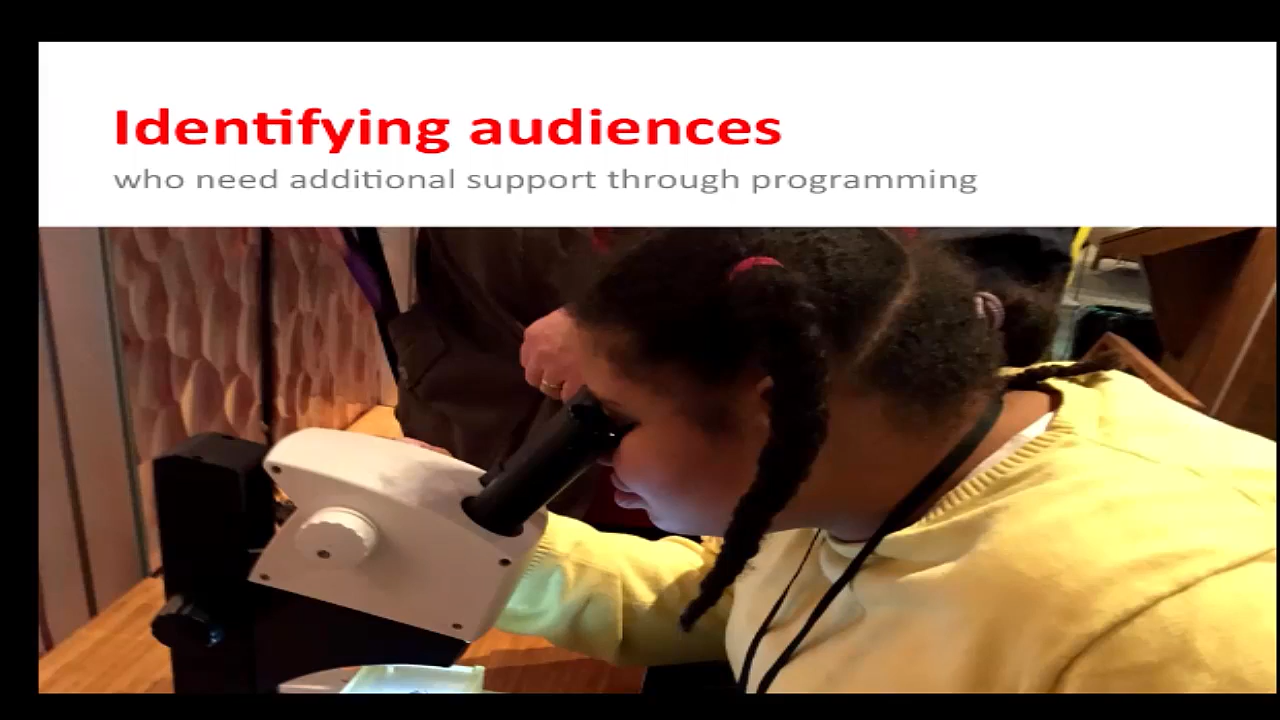 Identifying audiences
who need additional support through programming